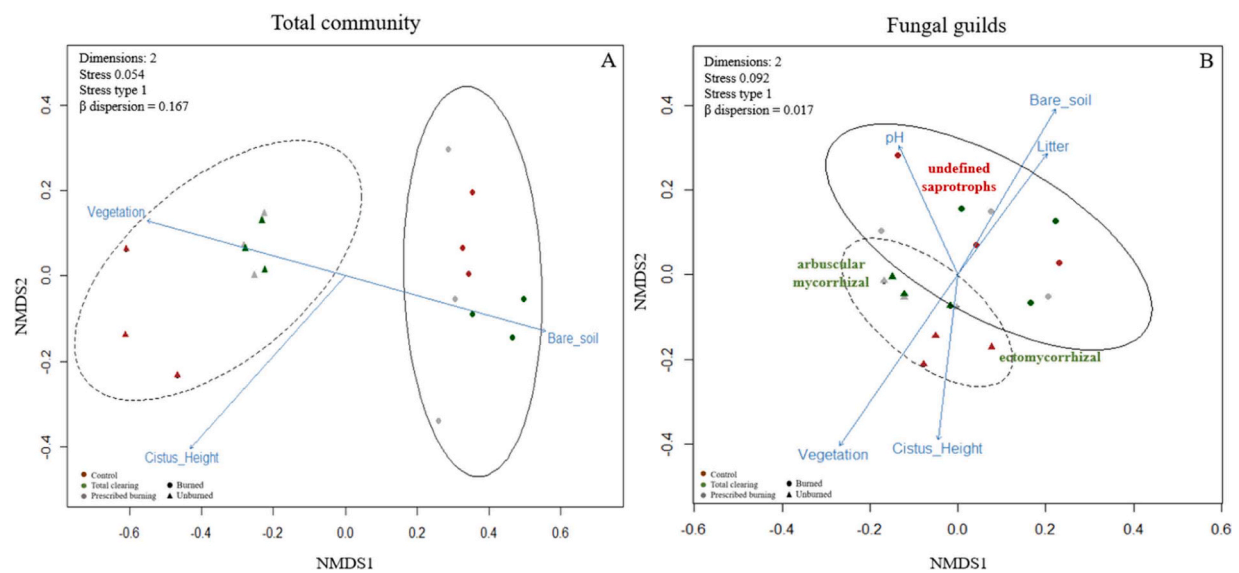 Total community
Dimensions: 2
Stress 0.054
Stress type 1
β dispersion = 0.167
A
NMDS2
0.4
0.2
0.0
-0.2
-0.4
Vegetation
Bare_soil
Cistus_Height
Control
Total clearing
Prescribed burning
Burned
Unburned
-0.6
-0.4
-0.2
0.0
0.2
0.4
0.6
NMDS1
Fungal guilds
Dimensions: 2
Stress 0.092
Stress type 1
β dispersion = 0.017
B
NMDS2
0.4
0.2
0.0
-0.2
-0.4
Bare_soil
pH
Litter
undefined
saprotrophs
arbuscular
mycorrhizal
ectomycorrhizal
Vegetation
Cistus_Height
Control
Total clearing
Prescribed burning
Burned
Unburned
-0.6
-0.4
-0.2
0.0
0.2
0.4
0.6
NMDS1